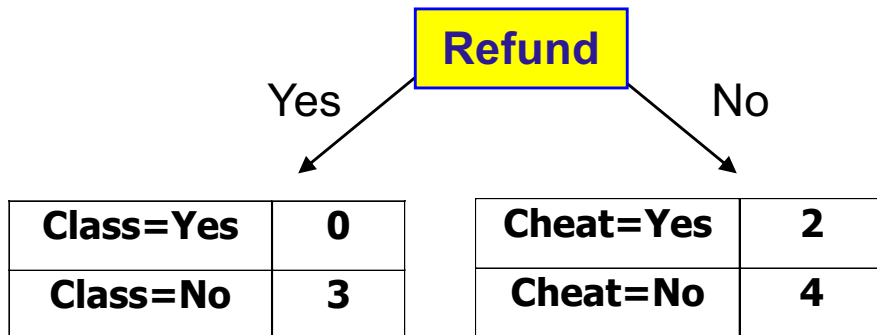 Refund
Yes No
Class=Yes 0
Class=No 3
Cheat=Yes 2
Cheat=No 4